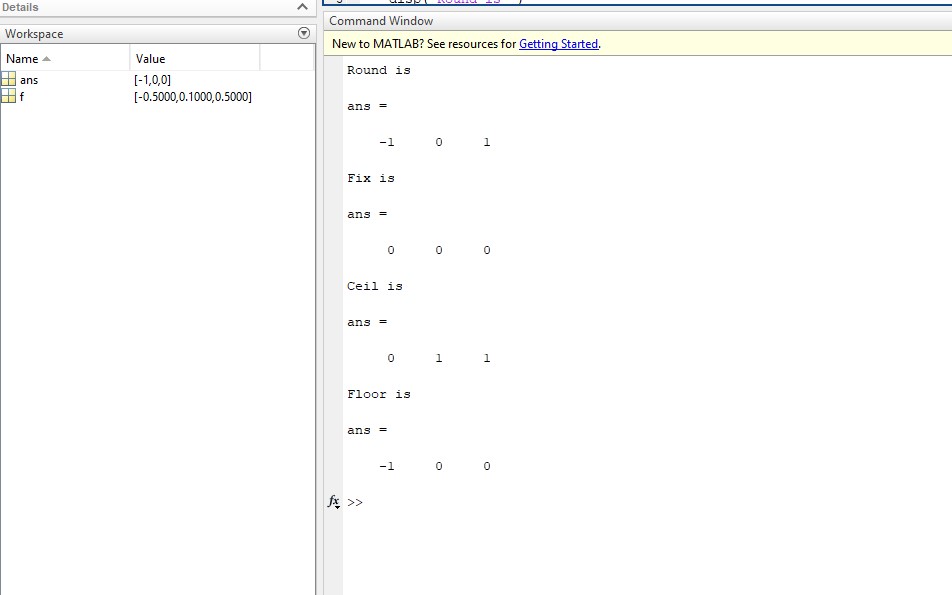 Details
Workspace
Name Value
ans [-1,0,0]
f [-0.5000,0.1000,0.5000]
Command Window
New to MATLAB? See resources for Getting Started.
Round is
ans =
-1 0 1
Fix is
ans =
0 0 0
Ceil is
ans =
0 1 1
Floor is
ans =
-1 0 0
fx >>